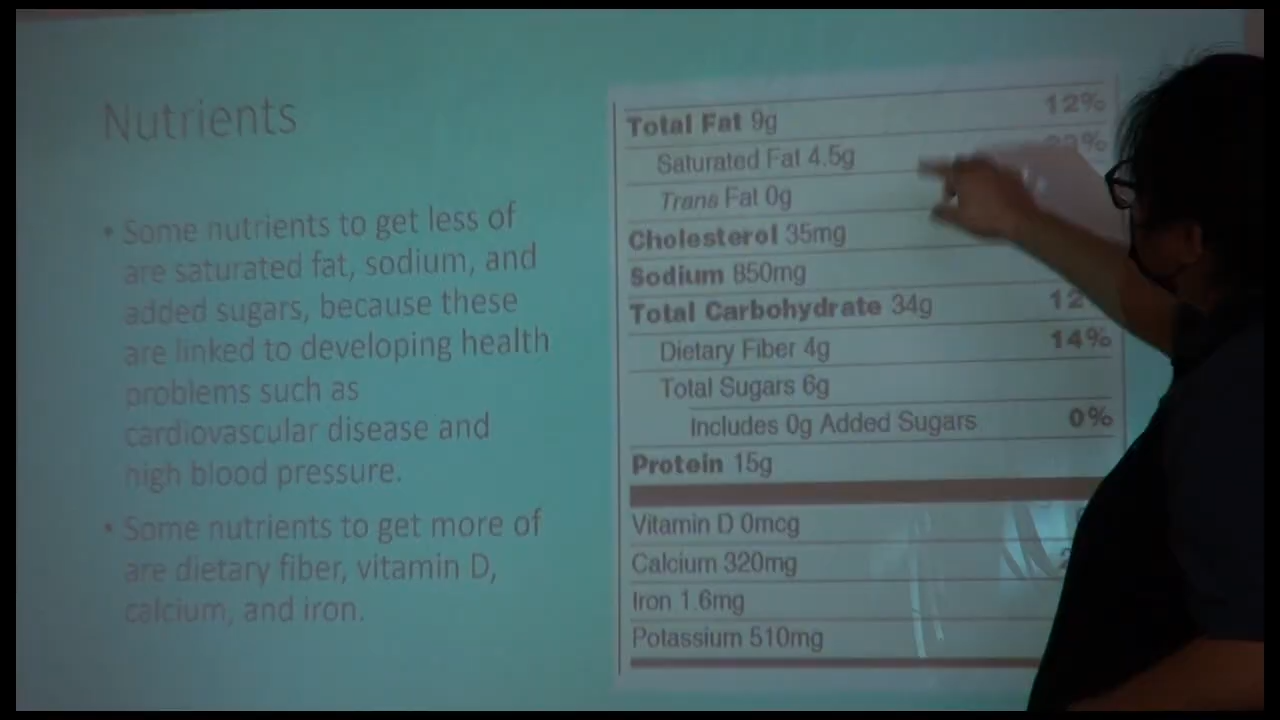 Nutrients
• Some nutrients to get less of
are saturated fat, sodium, and
added sugars, because these
are linked to developing health
problems such as
cardiovascular disease and
high blood pressure.
• Some nutrients to get more of
are dietary fiber, vitamin D,
calcium, and iron.
Total Fat 9g 12%
Saturated Fat 4.5g
Trans Fat 0g
Cholesterol 35mg
Sodium 850mg
Total Carbohydrate 34g 12
Dietary Fiber 4g 14%
Total Sugars 6g
Includes 0g Added Sugars 0%
Protein 15g
Vitamin D 0mcg
Calcium 320mg
Iron 1.6mg
Potassium 510mg